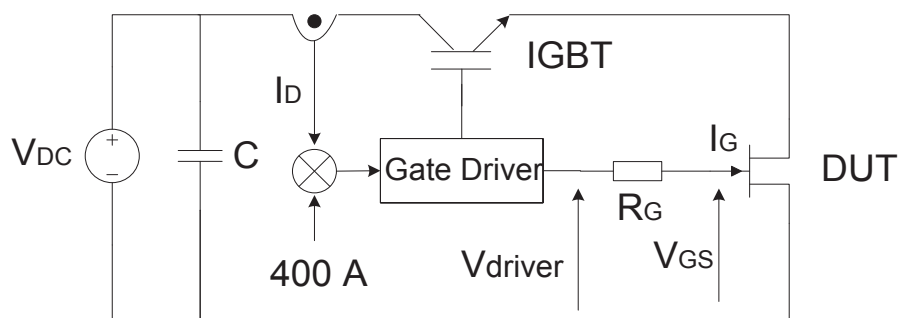 IGBT
ID
VDC
+
−
C
Gate Driver
IG
DUT
RG
400 A
Vdriver
VGS